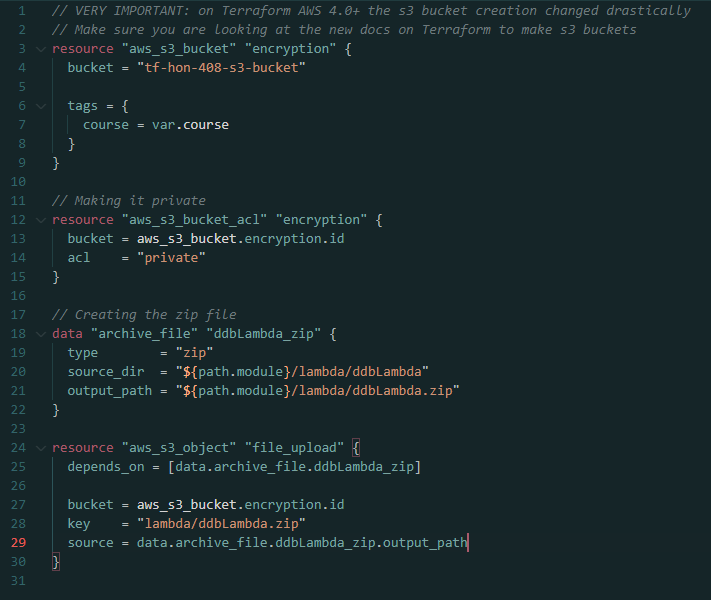 1 // VERY IMPORTANT: on Terraform AWS 4.0+ the s3 bucket creation changed drastically
2 // Make sure you are looking at the new docs on Terraform to make s3 buckets
3 resource "aws_s3_bucket" "encryption" {
4   bucket = "tf-hon-408-s3-bucket"
5
6   tags = {
7     course = var.course
8   }
9 }
10
11 // Making it private
12 resource "aws_s3_bucket_acl" "encryption" {
13   bucket = aws_s3_bucket.encryption.id
14   acl    = "private"
15 }
16
17 // Creating the zip file
18 data "archive_file" "ddbLambda_zip" {
19   type        = "zip"
20   source_dir  = "${path.module}/lambda/ddbLambda"
21   output_path = "${path.module}/lambda/ddbLambda.zip"
22 }
23
24 resource "aws_s3_object" "file_upload" {
25   depends_on = [data.archive_file.ddbLambda_zip]
26
27   bucket = aws_s3_bucket.encryption.id
28   key    = "lambda/ddbLambda.zip"
29   source = data.archive_file.ddbLambda_zip.output_path
30 }
31